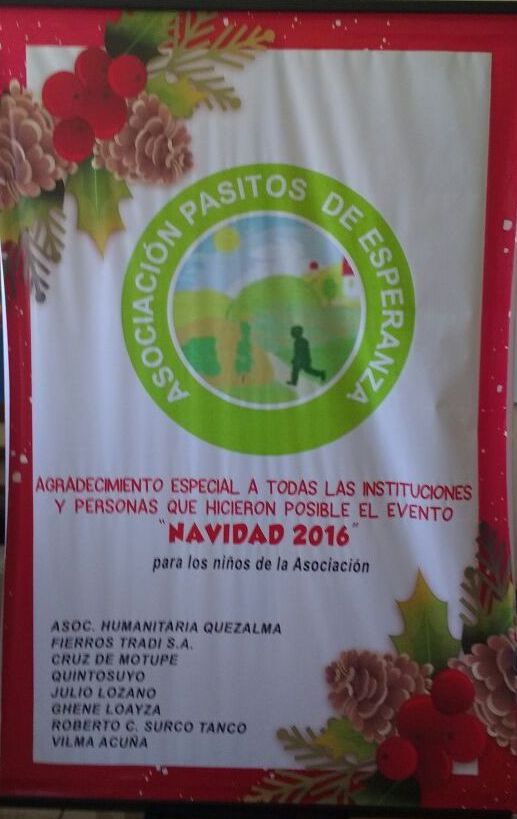 ASOCIACIÓN PASITOS DE ESPERANZA
AGRADECIMIENTO ESPECIAL A TODAS LAS INSTITUCIONES
Y PERSONAS QUE HICIERON POSIBLE EL EVENTO
"NAVIDAD 2016"
para los niños de la Asociación
ASOC. HUMANITARIA QUEZALMA
FIERROS TRADI S.A.
CRUZ DE MOTUPE
QUINTOSUYO
JULIO LOZANO
GHENE LOAYZA
ROBERTO C. SURCO TANCO
VILMA ACUÑA